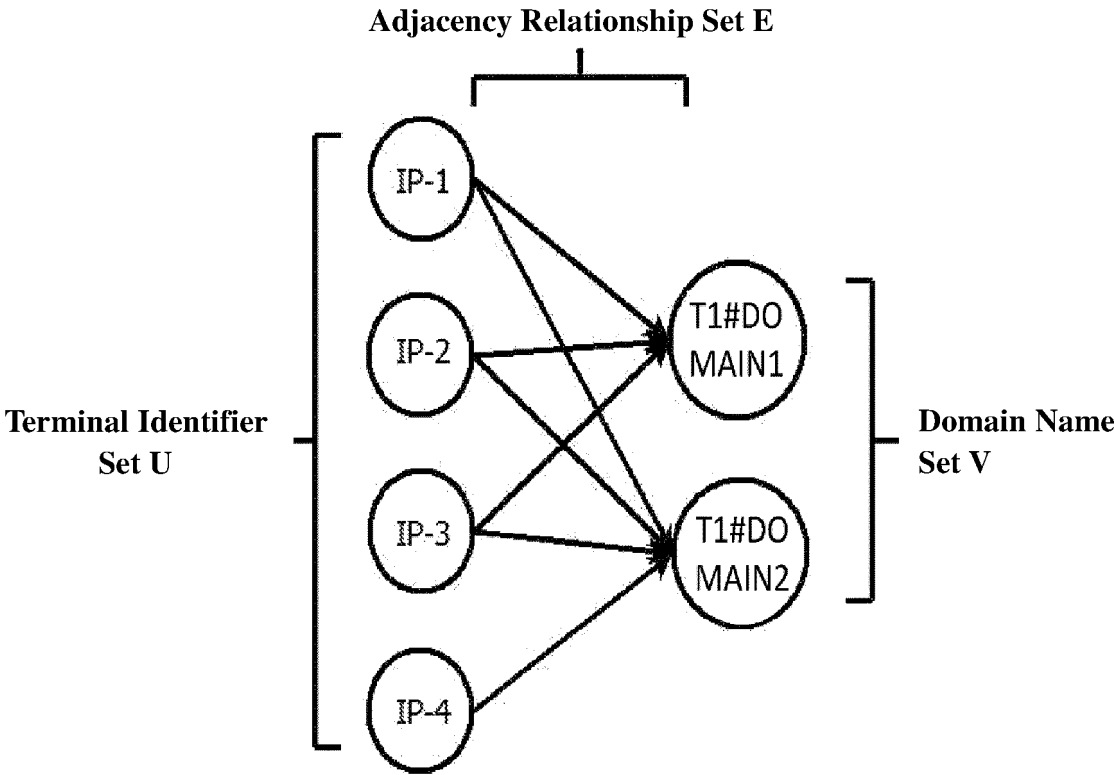 Adjacency Relationship Set E
IP-1
IP-2
IP-3
IP-4
T1#DO
MAIN1
T1#DO
MAIN2
Terminal Identifier
Set U
Domain Name
Set V